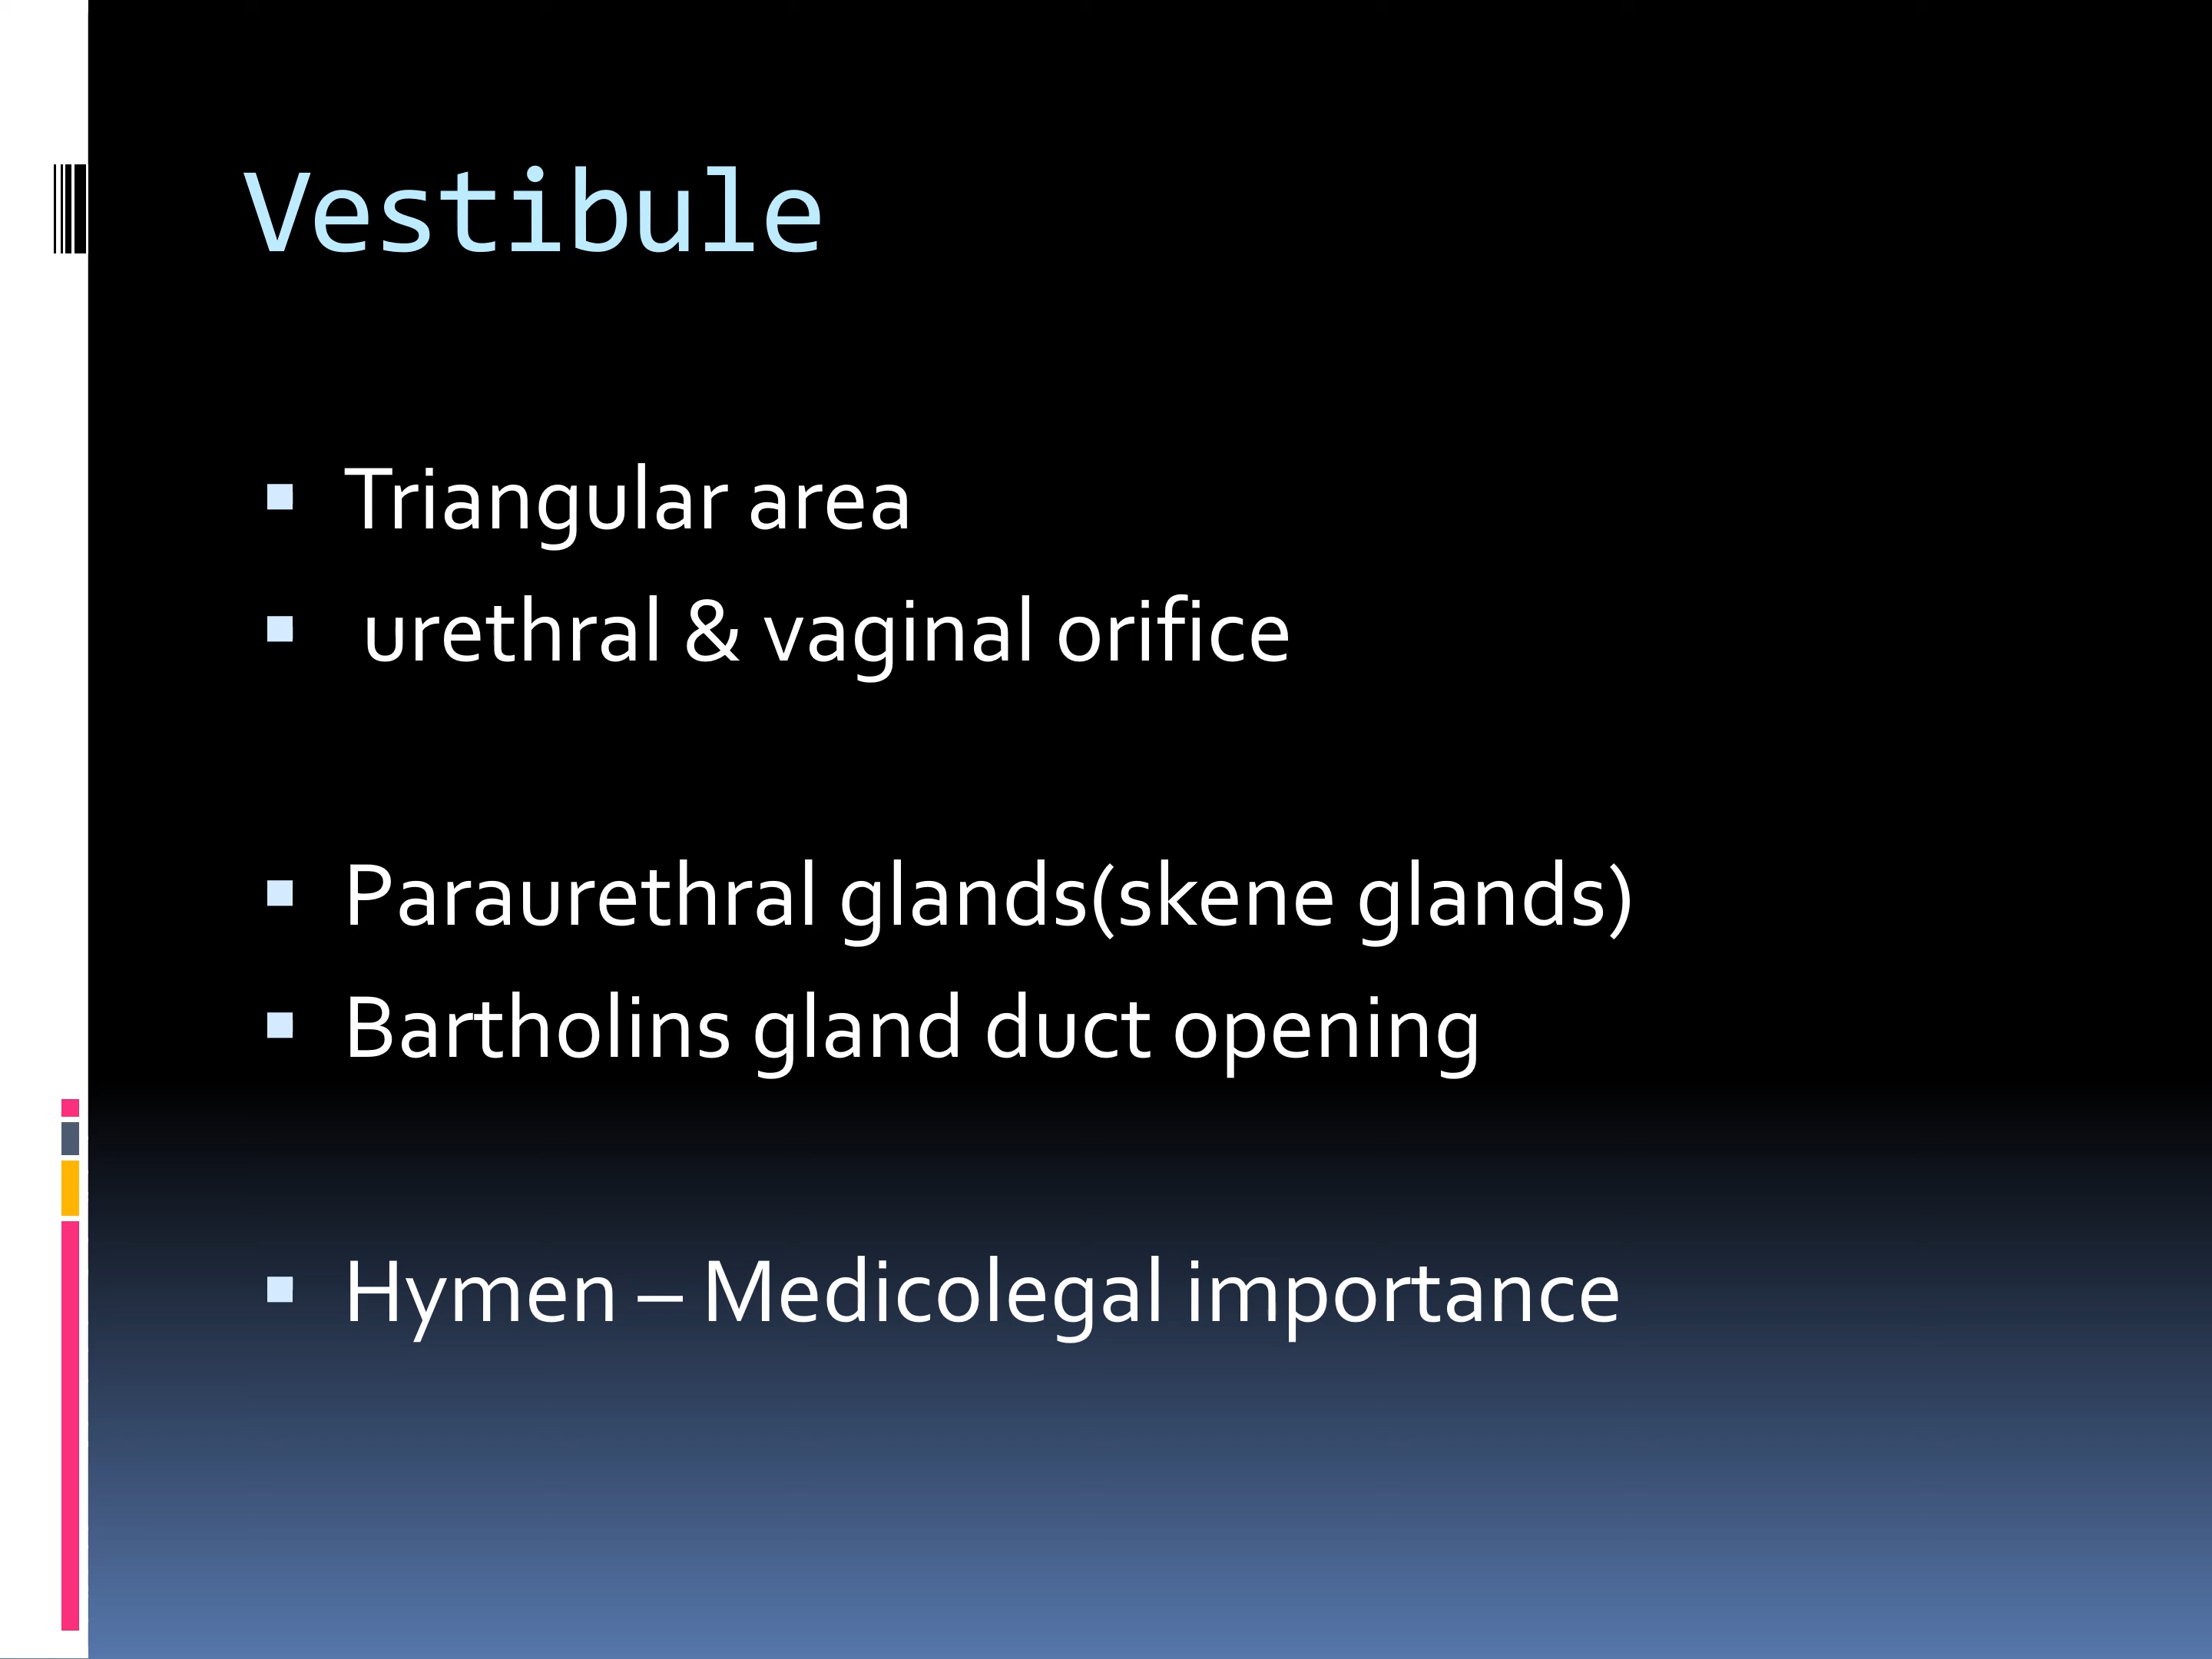 Vestibule
Triangular area
urethral & vaginal orifice
Paraurethral glands(skene glands)
Bartholins gland duct opening
Hymen – Medicolegal importance